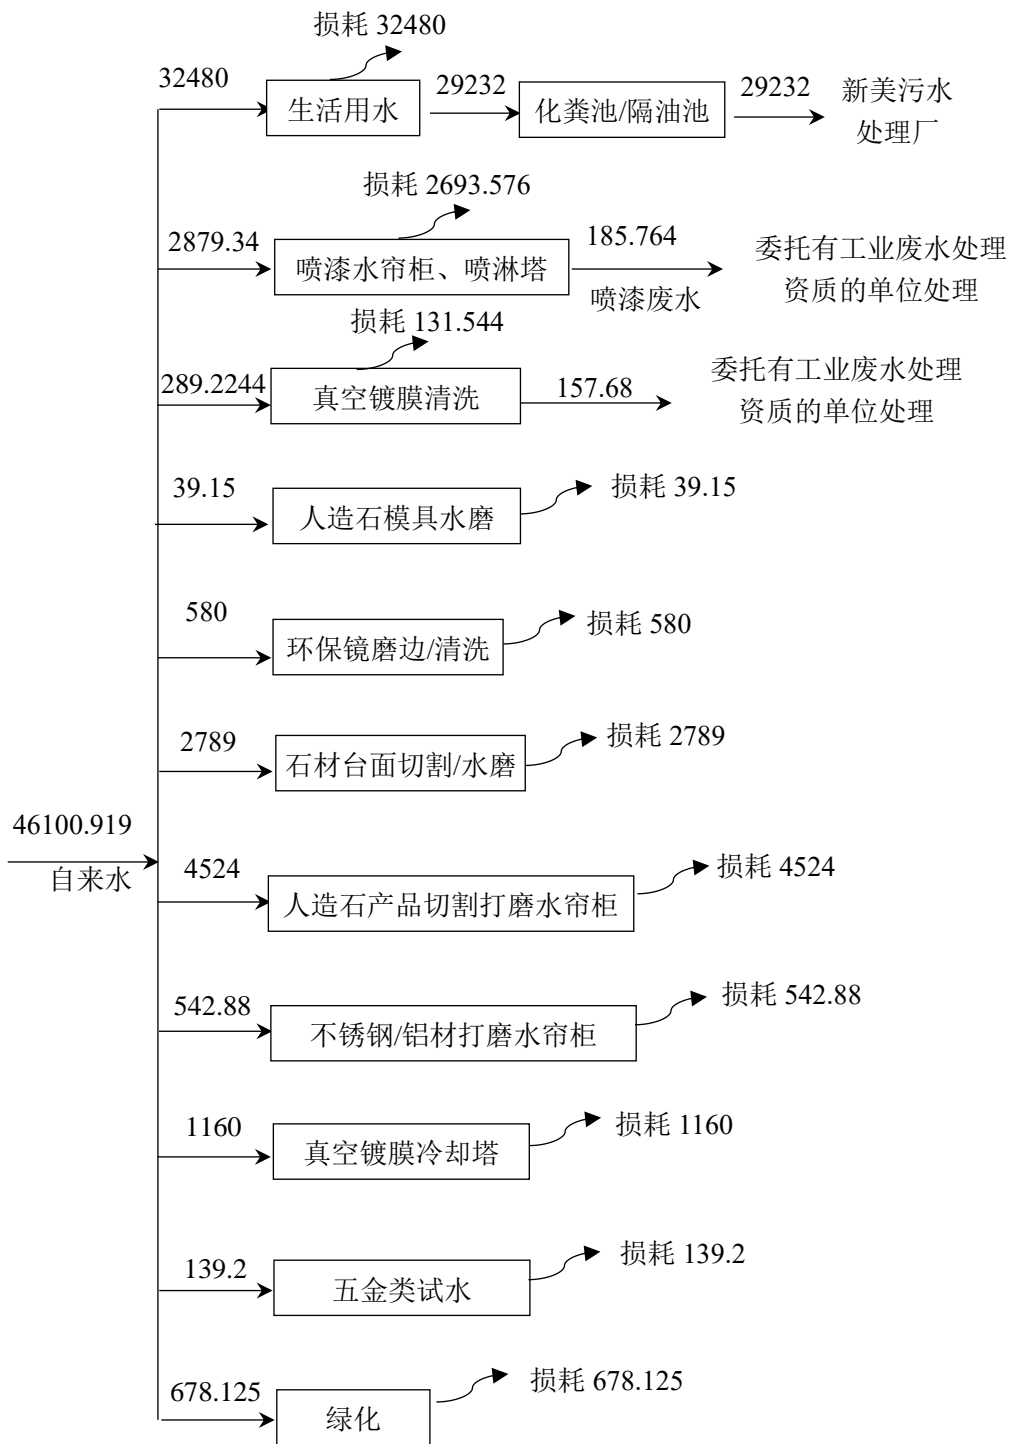 损耗 32480
32480
生活用水
29232
化粪池/隔油池
29232
新美污水
处理厂
损耗 2693.576
2879.34
喷漆水帘柜、喷淋塔
185.764
喷漆废水
委托有工业废水处理
资质的单位处理
损耗 131.544
289.2244
真空镀膜清洗
157.68
委托有工业废水处理
资质的单位处理
39.15
人造石模具水磨
损耗 39.15
580
环保镜磨边/清洗
损耗 580
2789
石材台面切割/水磨
损耗 2789
46100.919
自来水
4524
人造石产品切割打磨水帘柜
损耗 4524
542.88
不锈钢/铝材打磨水帘柜
损耗 542.88
1160
真空镀膜冷却塔
损耗 1160
139.2
五金类试水
损耗 139.2
678.125
绿化
损耗 678.125